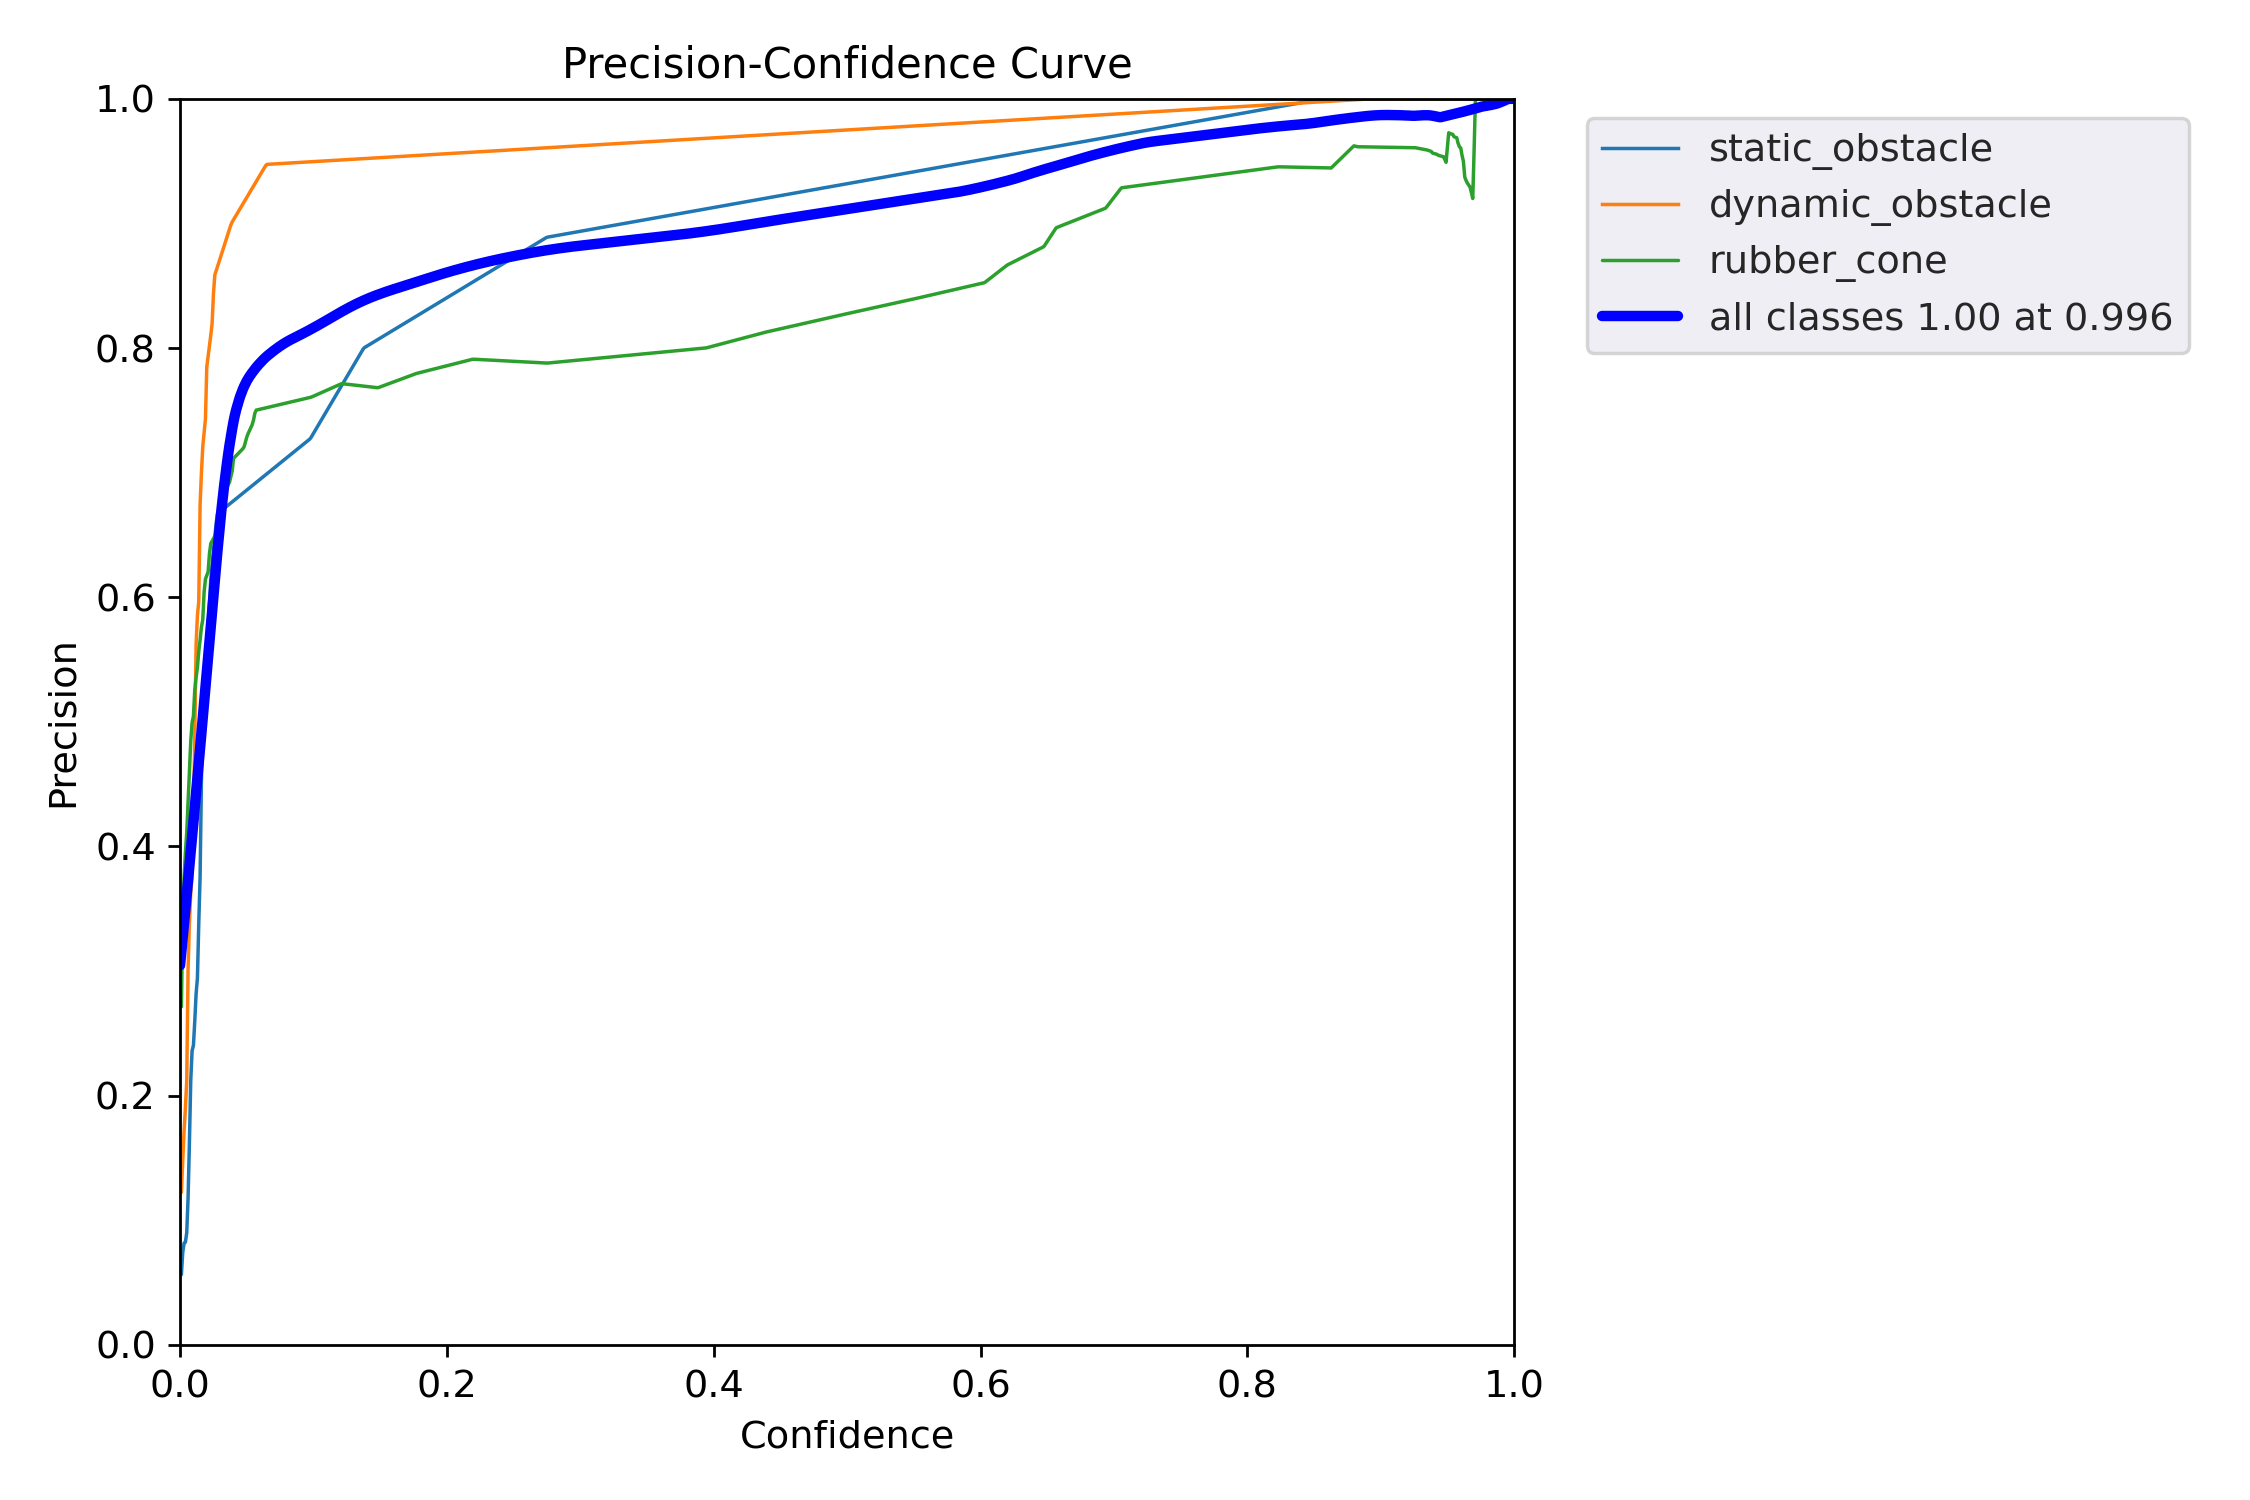 Precision-Confidence Curve
1.0
0.8
0.6
0.4
0.2
0.0
Precision
0.0 0.2 0.4 0.6 0.8 1.0
Confidence
static_obstacle
dynamic_obstacle
rubber_cone
all classes 1.00 at 0.996